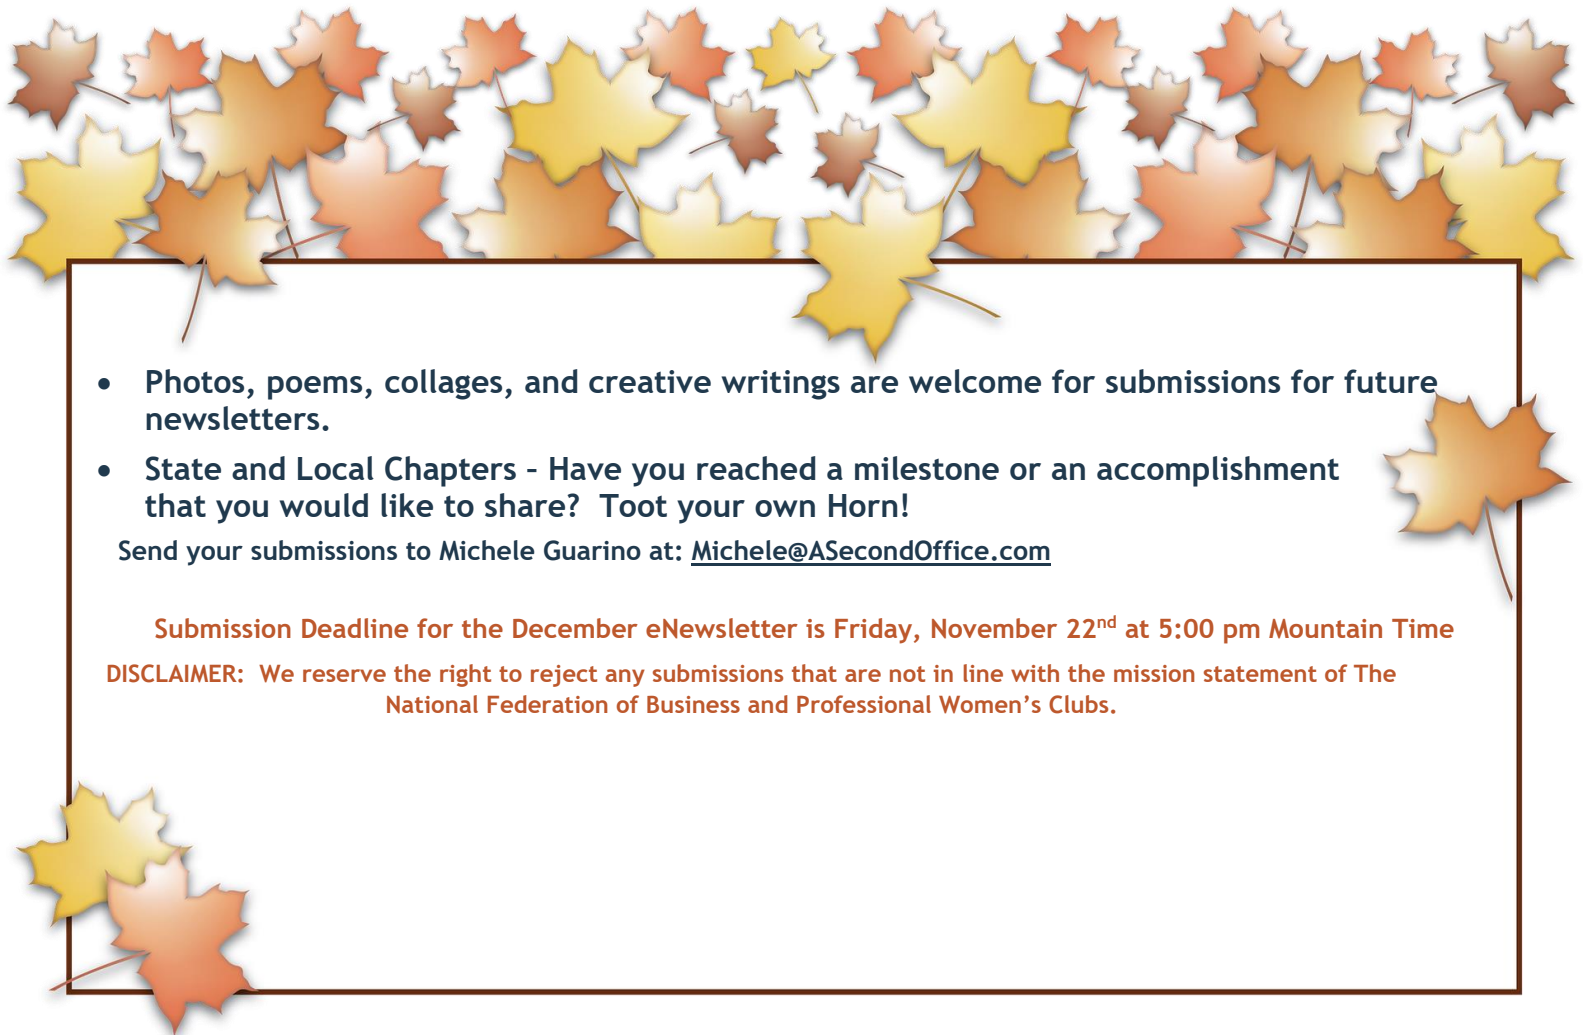 • Photos, poems, collages, and creative writings are welcome for submissions for future
newsletters.
• State and Local Chapters – Have you reached a milestone or an accomplishment
that you would like to share?  Toot your own Horn!
Send your submissions to Michele Guarino at: Michele@ASecondOffice.com
Submission Deadline for the December eNewsletter is Friday, November 22nd at 5:00 pm Mountain Time
DISCLAIMER:  We reserve the right to reject any submissions that are not in line with the mission statement of The
National Federation of Business and Professional Women’s Clubs.